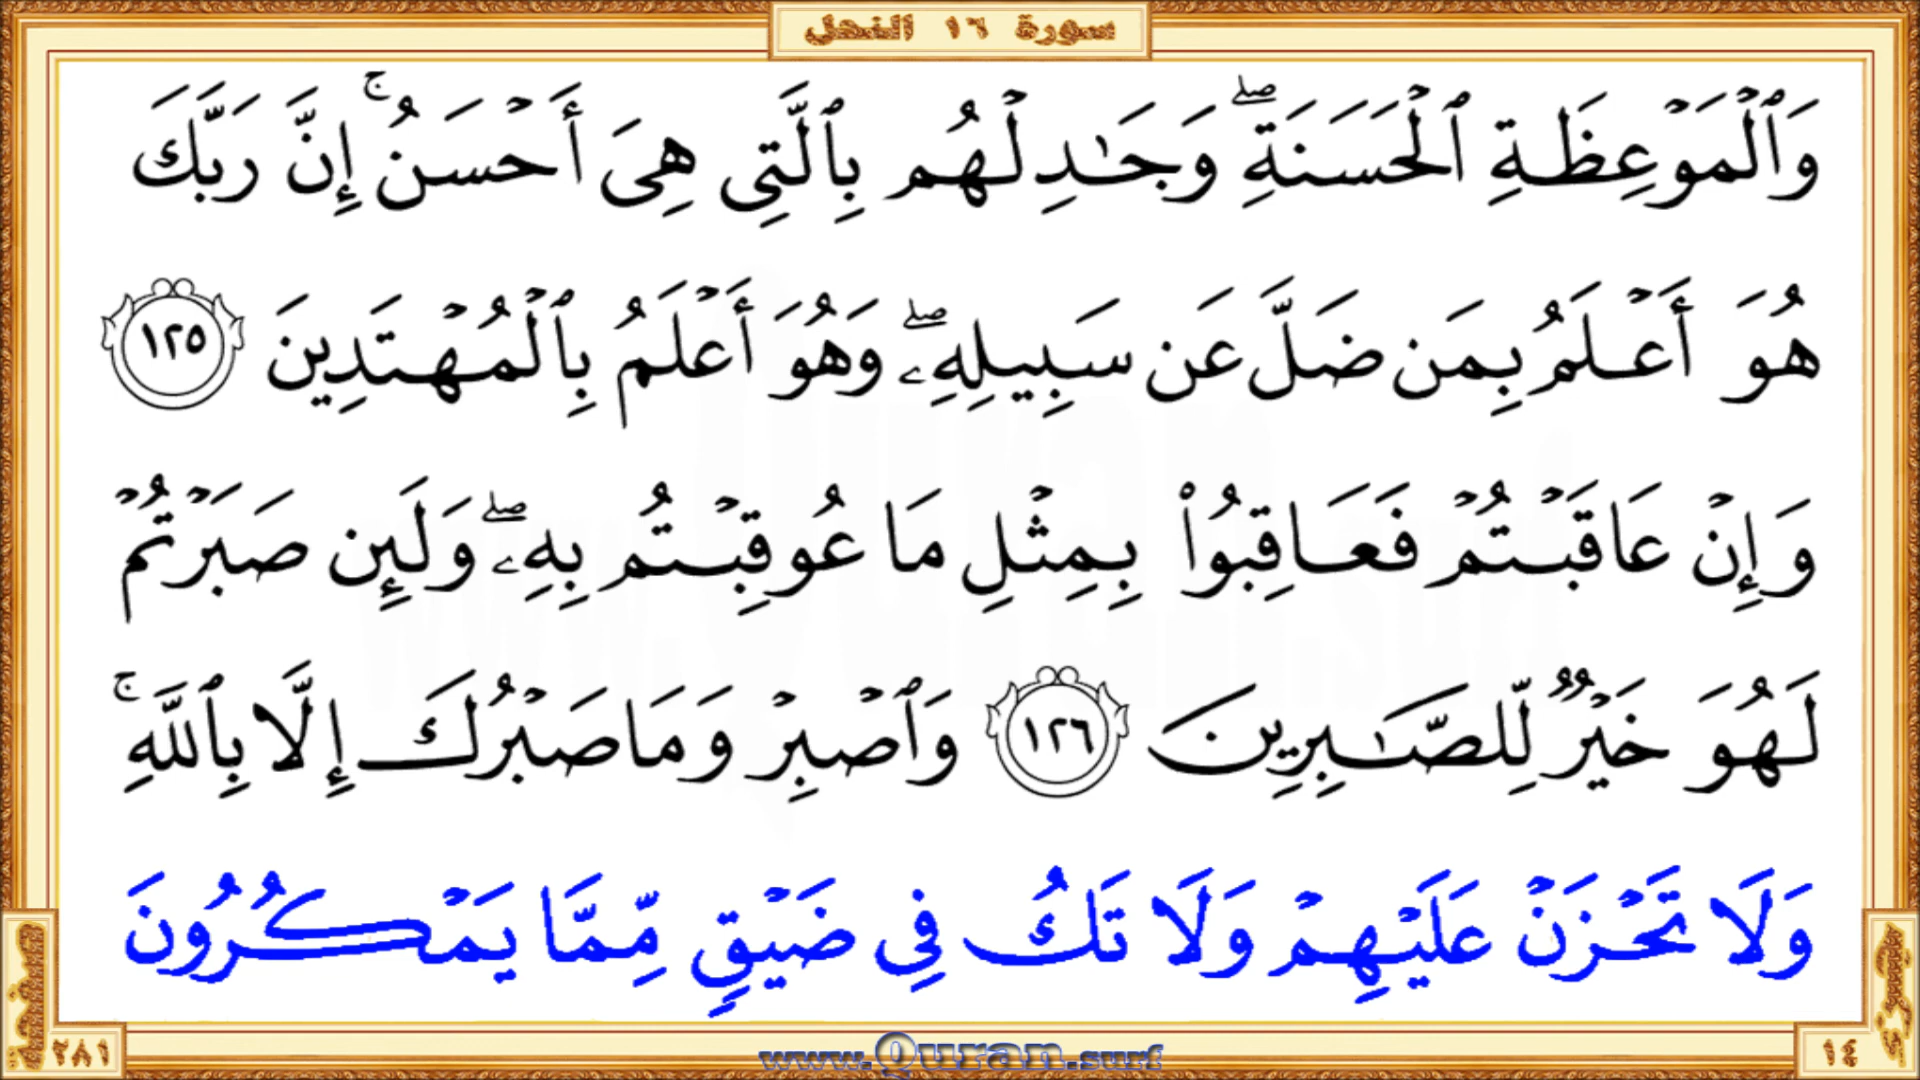 سورة ١٦ النحل
وَٱلْمَوْعِظَةِ ٱلْحَسَنَةِ ۖ وَجَـٰدِلْهُم بِٱلَّتِى هِىَ أَحْسَنُ ۚ إِنَّ رَبَّكَ
هُوَ أَعْلَمُ بِمَن ضَلَّ عَن سَبِيلِهِۦ ۖ وَهُوَ أَعْلَمُ بِٱلْمُهْتَدِينَ ١٢٥
وَإِنْ عَاقَبْتُمْ فَعَاقِبُوا۟ بِمِثْلِ مَا عُوقِبْتُم بِهِۦ ۖ وَلَئِن صَبَرْتُمْ
لَهُوَ خَيْرٌ لِّلصَّـٰبِرِينَ ١٢٦ وَٱصْبِرْ وَمَا صَبْرُكَ إِلَّا بِٱللَّهِ ۚ
وَلَا تَحْزَنْ عَلَيْهِمْ وَلَا تَكُ فِى ضَيْقٍ مِّمَّا يَمْكُرُونَ
صفحة
٢٨١
www.Quran.surf
١٤